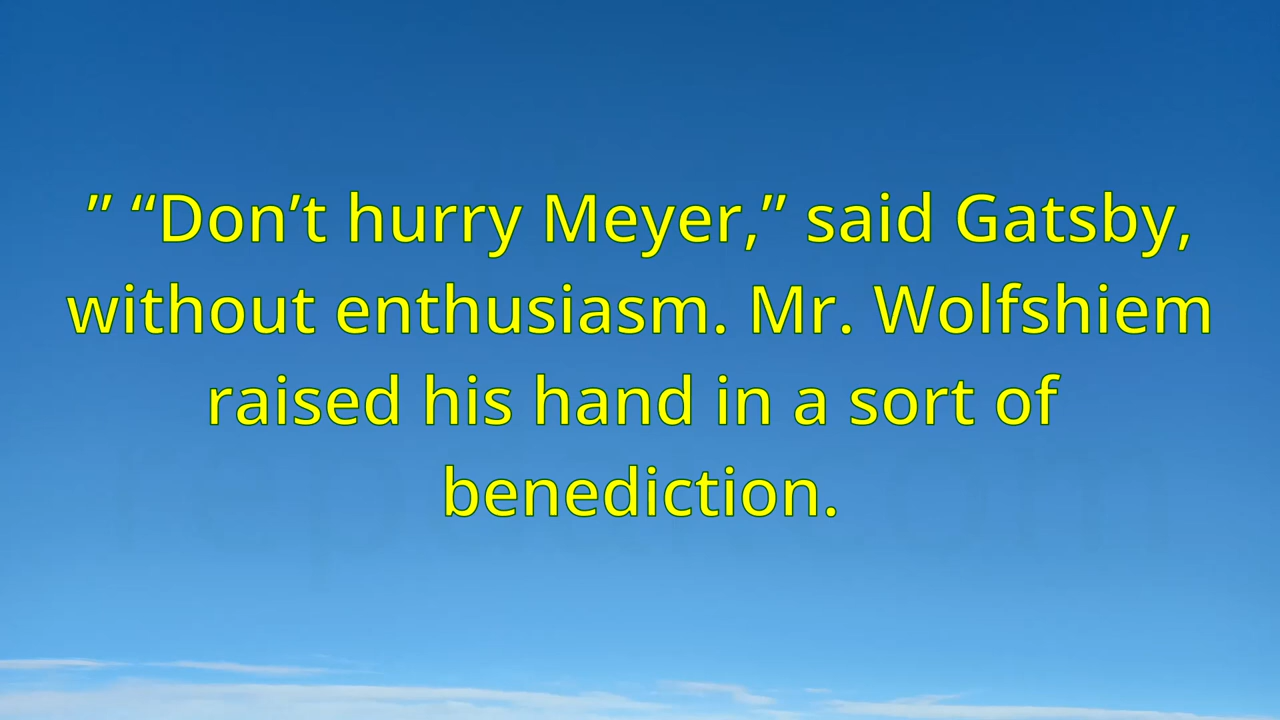 ” “Don’t hurry Meyer,” said Gatsby,
without enthusiasm. Mr. Wolfshiem
raised his hand in a sort of
benediction.